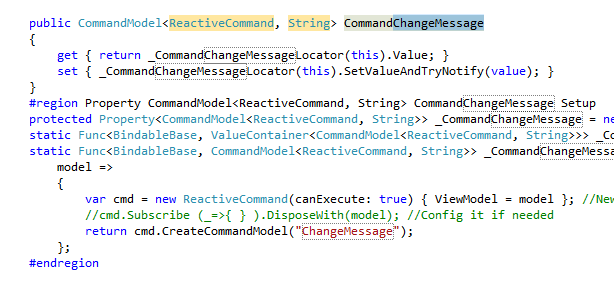 public CommandModel<ReactiveCommand, String> CommandChangeMessage
{
get { return _CommandChangeMessageLocator(this).Value; }
set { _CommandChangeMessageLocator(this).SetValueAndTryNotify(value); }
}
#region Property CommandModel<ReactiveCommand, String> CommandChangeMessage Setup
protected Property<CommandModel<ReactiveCommand, String>> _CommandChangeMessage = ne
static Func<BindableBase, ValueContainer<CommandModel<ReactiveCommand, String>>> _Co
static Func<BindableBase, CommandModel<ReactiveCommand, String>> _CommandChangeMessa
model =>
{
var cmd = new ReactiveCommand(canExecute: true) { ViewModel = model }; //New
//cmd.Subscribe (_=>{ } ).DisposeWith(model); //Config it if needed
return cmd.CreateCommandModel("ChangeMessage");
};
#endregion